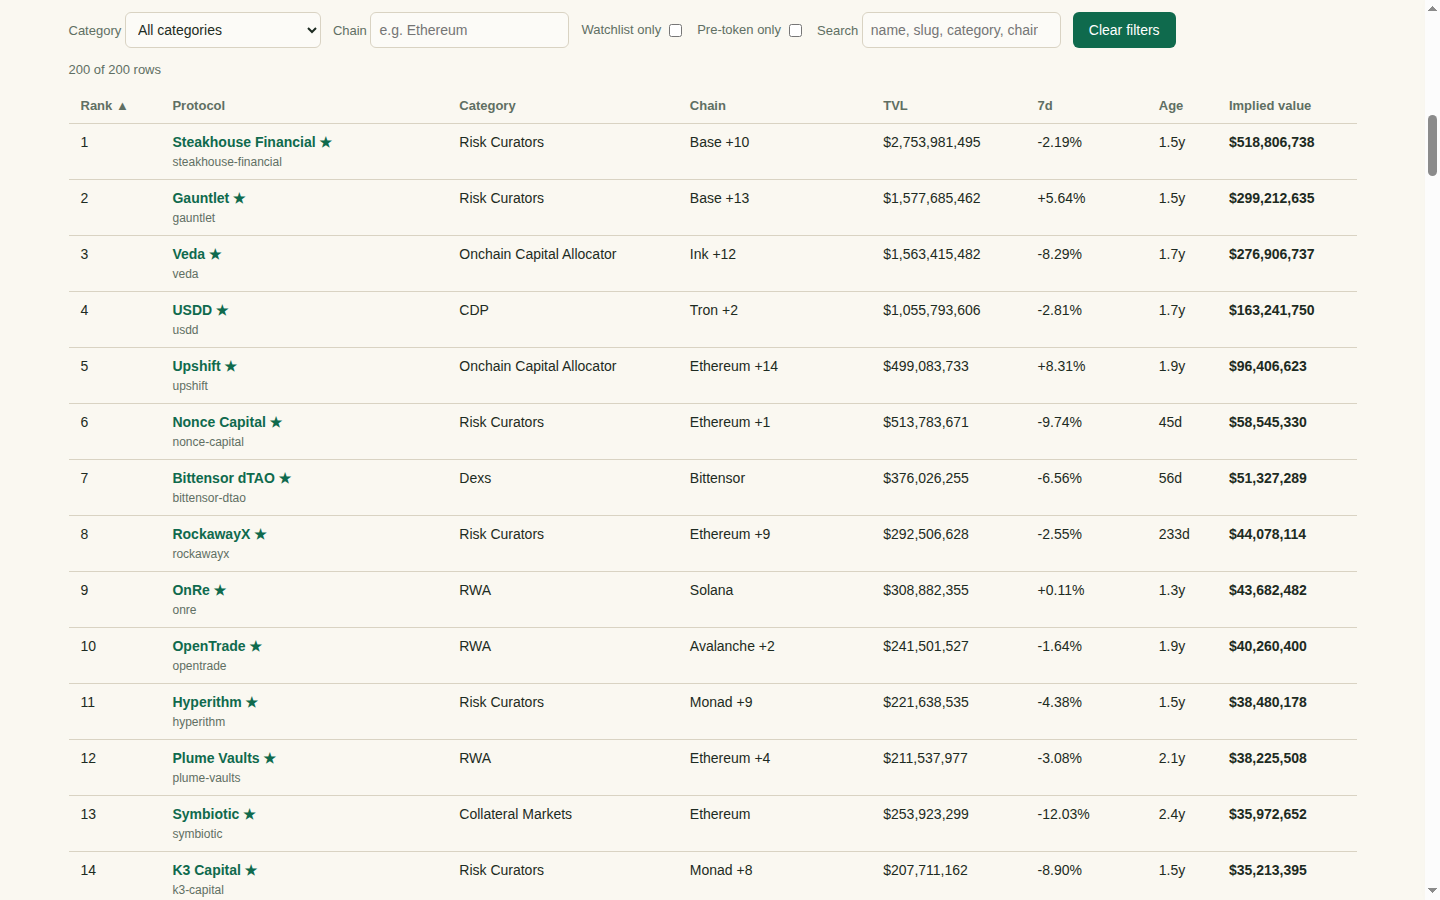 Category All categories Chain e.g. Ethereum Watchlist only Pre-token only Search name, slug, category, chair Clear filters
200 of 200 rows
Rank ▲ Protocol Category Chain TVL 7d Age Implied value
1 Steakhouse Financial ★ Risk Curators Base +10 $2,753,981,495 -2.19% 1.5y $518,806,738
steakhouse-financial
2 Gauntlet ★ Risk Curators Base +13 $1,577,685,462 +5.64% 1.5y $299,212,635
gauntlet
3 Veda ★ Onchain Capital Allocator Ink +12 $1,563,415,482 -8.29% 1.7y $276,906,737
veda
4 USDD ★ CDP Tron +2 $1,055,793,606 -2.81% 1.7y $163,241,750
usdd
5 Upshift ★ Onchain Capital Allocator Ethereum +14 $499,083,733 +8.31% 1.9y $96,406,623
upshift
6 Nonce Capital ★ Risk Curators Ethereum +1 $513,783,671 -9.74% 45d $58,545,330
nonce-capital
7 Bittensor dTAO ★ Dexs Bittensor $376,026,255 -6.56% 56d $51,327,289
bittensor-dtao
8 RockawayX ★ Risk Curators Ethereum +9 $292,506,628 -2.55% 233d $44,078,114
rockawayx
9 OnRe ★ RWA Solana $308,882,355 +0.11% 1.3y $43,682,482
onre
10 OpenTrade ★ RWA Avalanche +2 $241,501,527 -1.64% 1.9y $40,260,400
opentrade
11 Hyperithm ★ Risk Curators Monad +9 $221,638,535 -4.38% 1.5y $38,480,178
hyperithm
12 Plume Vaults ★ RWA Ethereum +4 $211,537,977 -3.08% 2.1y $38,225,508
plume-vaults
13 Symbiotic ★ Collateral Markets Ethereum $253,923,299 -12.03% 2.4y $35,972,652
symbiotic
14 K3 Capital ★ Risk Curators Monad +8 $207,711,162 -8.90% 1.5y $35,213,395
k3-capital